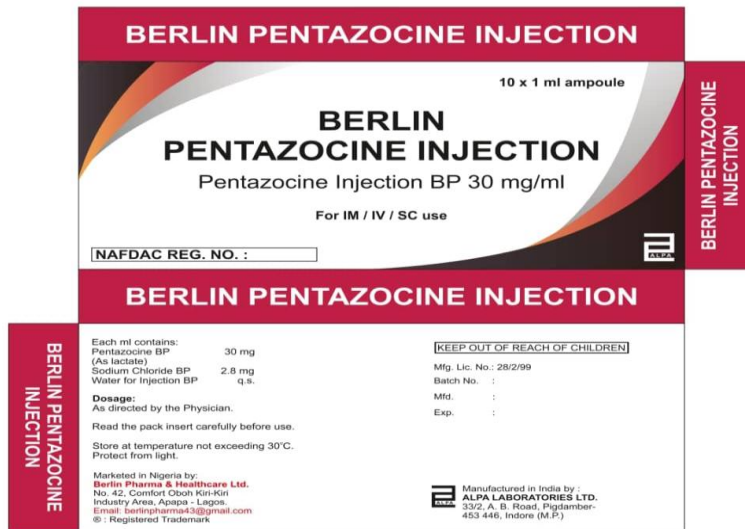 BERLIN PENTAZOCINE INJECTION
10 x 1 ml ampoule
BERLIN
PENTAZOCINE INJECTION
Pentazocine Injection BP 30 mg/ml
For IM / IV / SC use
NAFDAC REG. NO. :
ALPA
BERLIN PENTAZOCINE
INJECTION
BERLIN PENTAZOCINE INJECTION
BERLIN PENTAZOCINE
INJECTION
Each ml contains:
Pentazocine BP 30 mg
(As lactate)
Sodium Chloride BP 2.8 mg
Water for Injection BP q.s.
Dosage:
As directed by the Physician.
Read the pack insert carefully before use.
Store at temperature not exceeding 30°C.
Protect from light.
Marketed in Nigeria by:
Berlin Pharma & Healthcare Ltd.
No. 42, Comfort Oboh Kiri-Kiri
Industry Area, Apapa - Lagos.
Email: berlinpharma43@gmail.com
® : Registered Trademark
KEEP OUT OF REACH OF CHILDREN
Mfg. Lic. No.: 28/2/99
Batch No. :
Mfd. :
Exp. :
ALPA
Manufactured in India by :
ALPA LABORATORIES LTD.
33/2, A. B. Road, Pigdamber-
453 446, Indore (M.P.)